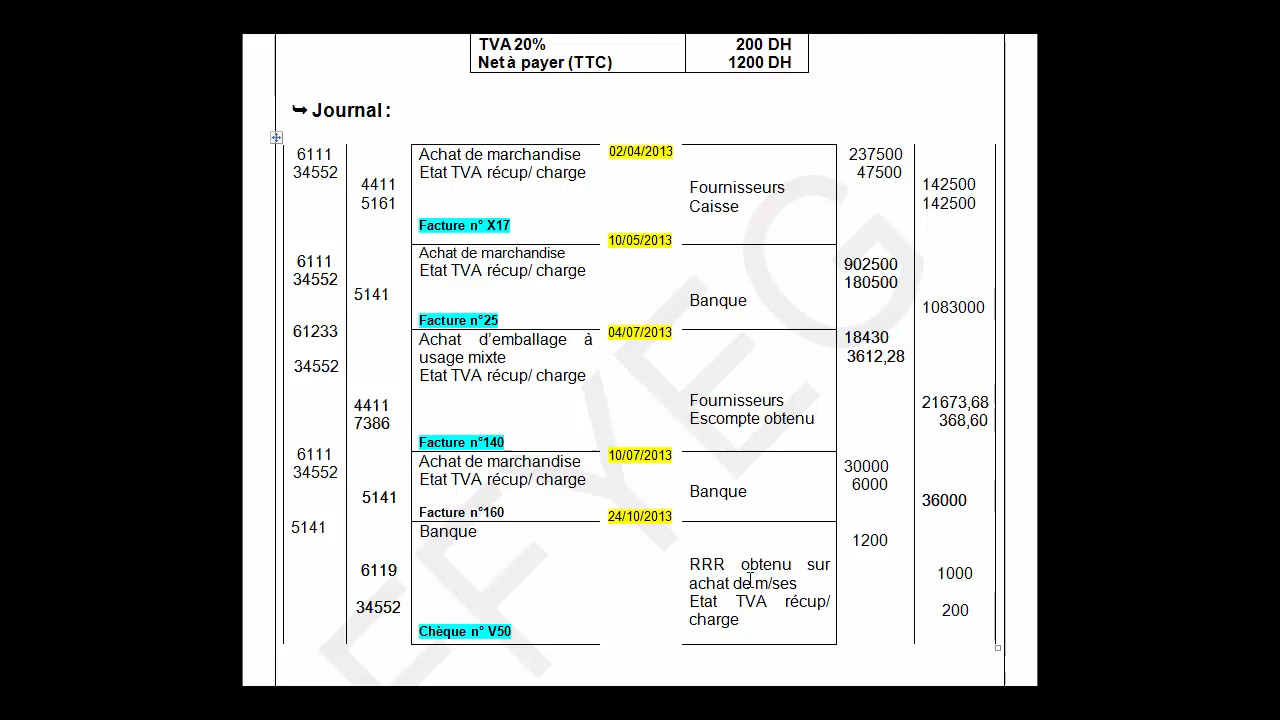 TVA 20% 200 DH
Net à payer (TTC) 1200 DH
➥ Journal :
02/04/2013
6111 Achat de marchandise 237500
34552 Etat TVA récup/ charge 47500
4411 Fournisseurs 142500
5161 Caisse 142500
Facture n° X17
10/05/2013
6111 Achat de marchandise 902500
34552 Etat TVA récup/ charge 180500
5141 Banque 1083000
Facture n°25
04/07/2013
61233 Achat d’emballage à 18430
usage mixte 3612,28
34552 Etat TVA récup/ charge
4411 Fournisseurs 21673,68
7386 Escompte obtenu 368,60
Facture n°140
10/07/2013
6111 Achat de marchandise 30000
34552 Etat TVA récup/ charge 6000
5141 Banque 36000
Facture n°160
24/10/2013
5141 Banque 1200
6119 RRR obtenu sur 1000
achat de m/ses
34552 Etat TVA récup/ 200
charge
Chèque n° V50